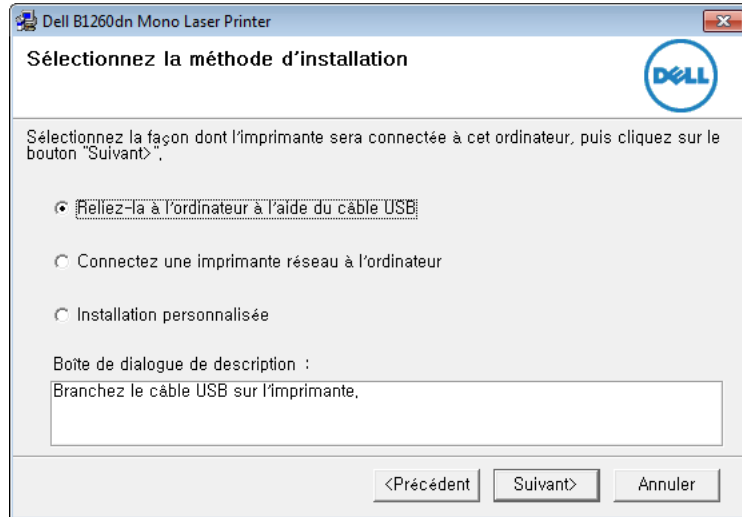 Dell B1260dn Mono Laser Printer
Sélectionnez la méthode d'installation
DELL
Sélectionnez la façon dont l'imprimante sera connectée à cet ordinateur, puis cliquez sur le
bouton "Suivant>".
Reliez-la à l'ordinateur à l'aide du câble USB
Connectez une imprimante réseau à l'ordinateur
Installation personnalisée
Boîte de dialogue de description :
Branchez le câble USB sur l'imprimante.
<Précédent
Suivant>
Annuler